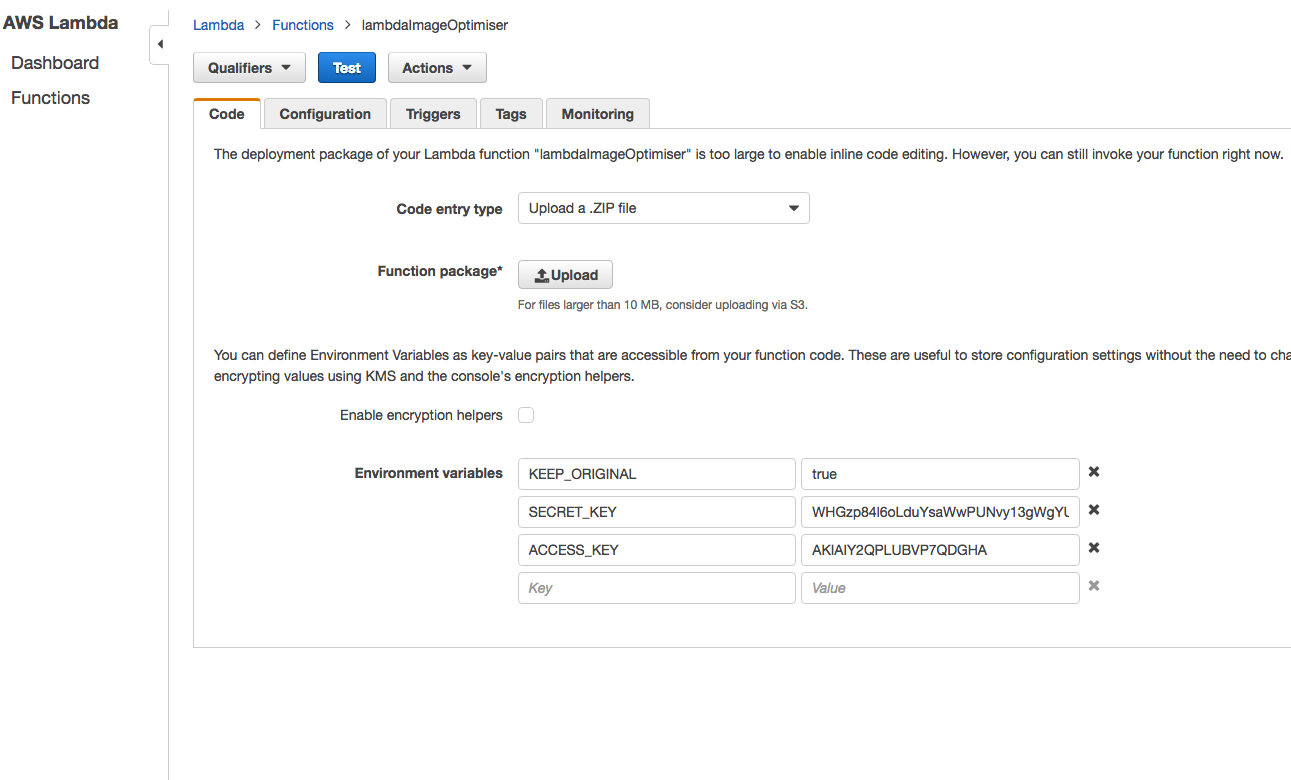 AWS Lambda
Dashboard
Functions
Lambda > Functions > lambdaImageOptimiser
Qualifiers Test Actions
Code Configuration Triggers Tags Monitoring
The deployment package of your Lambda function "lambdaImageOptimiser" is too large to enable inline code editing. However, you can still invoke your function right now.
Code entry type Upload a .ZIP file
Function package* Upload
For files larger than 10 MB, consider uploading via S3.
You can define Environment Variables as key-value pairs that are accessible from your function code. These are useful to store configuration settings without the need to cha
encrypting values using KMS and the console's encryption helpers.
Enable encryption helpers
Environment variables KEEP_ORIGINAL true
SECRET_KEY
ACCESS_KEY AKIAIY2QPLUBVP7QDGHA
Key Value